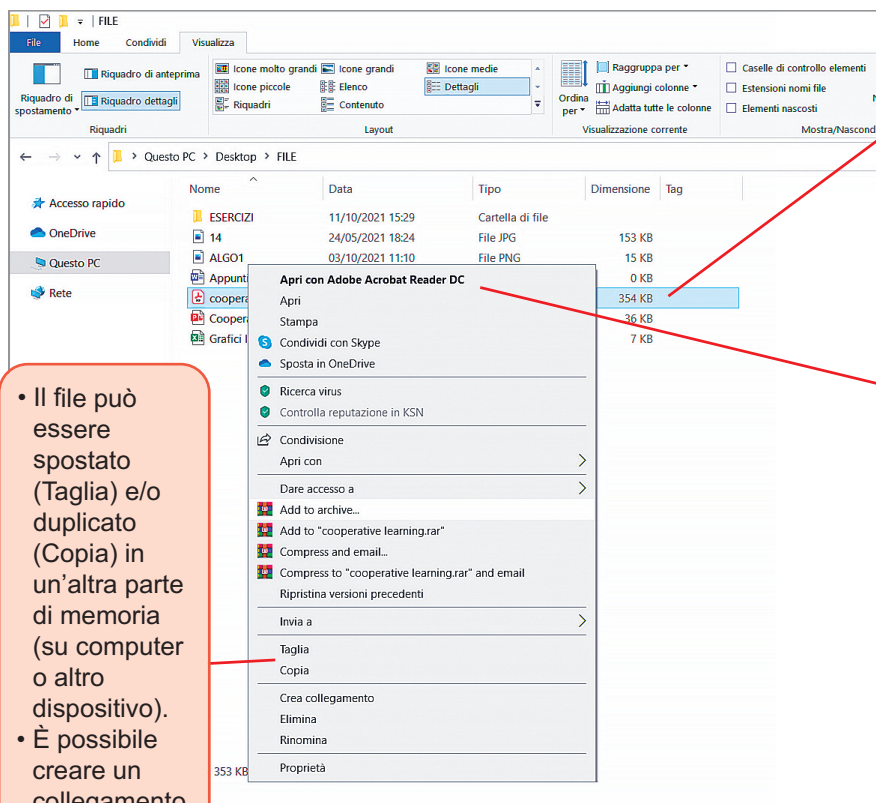 FILE
File Home Condividi Visualizza
Riquadro di spostamento
Riquadro di anteprima
Riquadro dettagli
Riquadri
Icone molto grandi Icone grandi Icone medie
Icone piccole Elenco Dettagli
Riquadri Contenuto
Layout
Ordina per
Raggruppa per
Aggiungi colonne
Adatta tutte le colonne
Visualizzazione corrente
Caselle di controllo elementi
Estensioni nomi file
Elementi nascosti
Mostra/Nascond
Questo PC > Desktop > FILE
Accesso rapido
OneDrive
Questo PC
Rete
Nome Data Tipo Dimensione Tag
ESERCIZI 11/10/2021 15:29 Cartella di file
14 24/05/2021 18:24 File JPG 153 KB
ALGO1 03/10/2021 11:10 File PNG 15 KB
Appunti 0 KB
coopera 354 KB
Cooper 36 KB
Grafici 7 KB
Apri con Adobe Acrobat Reader DC
Apri
Stampa
Condividi con Skype
Sposta in OneDrive
Ricerca virus
Controlla reputazione in KSN
Condivisione
Apri con
Dare accesso a
Add to archive...
Add to "cooperative learning.rar"
Compress and email...
Compress to "cooperative learning.rar" and email
Ripristina versioni precedenti
Invia a
Taglia
Copia
Crea collegamento
Elimina
Rinomina
Proprietà
353 KB
• Il file può
essere
spostato
(Taglia) e/o
duplicato
(Copia) in
un'altra parte
di memoria
(su computer
o altro
dispositivo).
• È possibile
creare un
collegamento